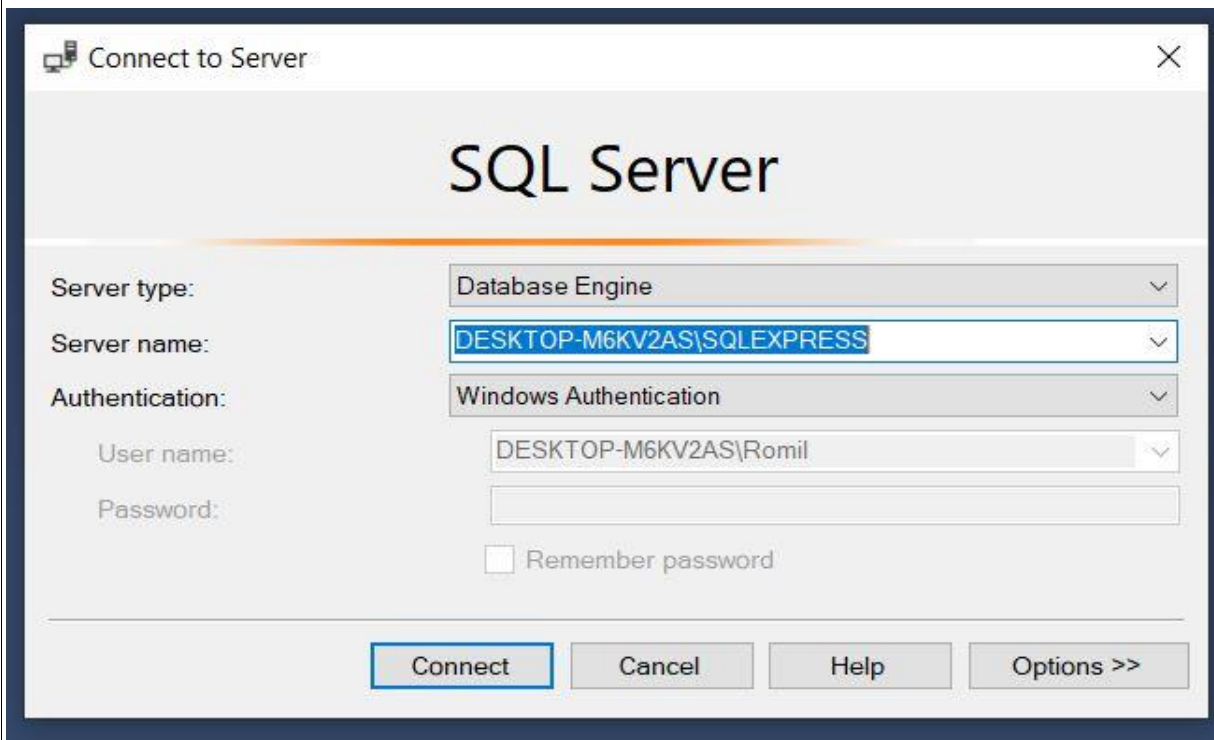 Connect to Server
SQL Server
Server type: Database Engine
Server name: DESKTOP-M6KV2AS\SQLEXPRESS
Authentication: Windows Authentication
User name: DESKTOP-M6KV2AS\Romil
Password:
Remember password
Connect Cancel Help Options >>